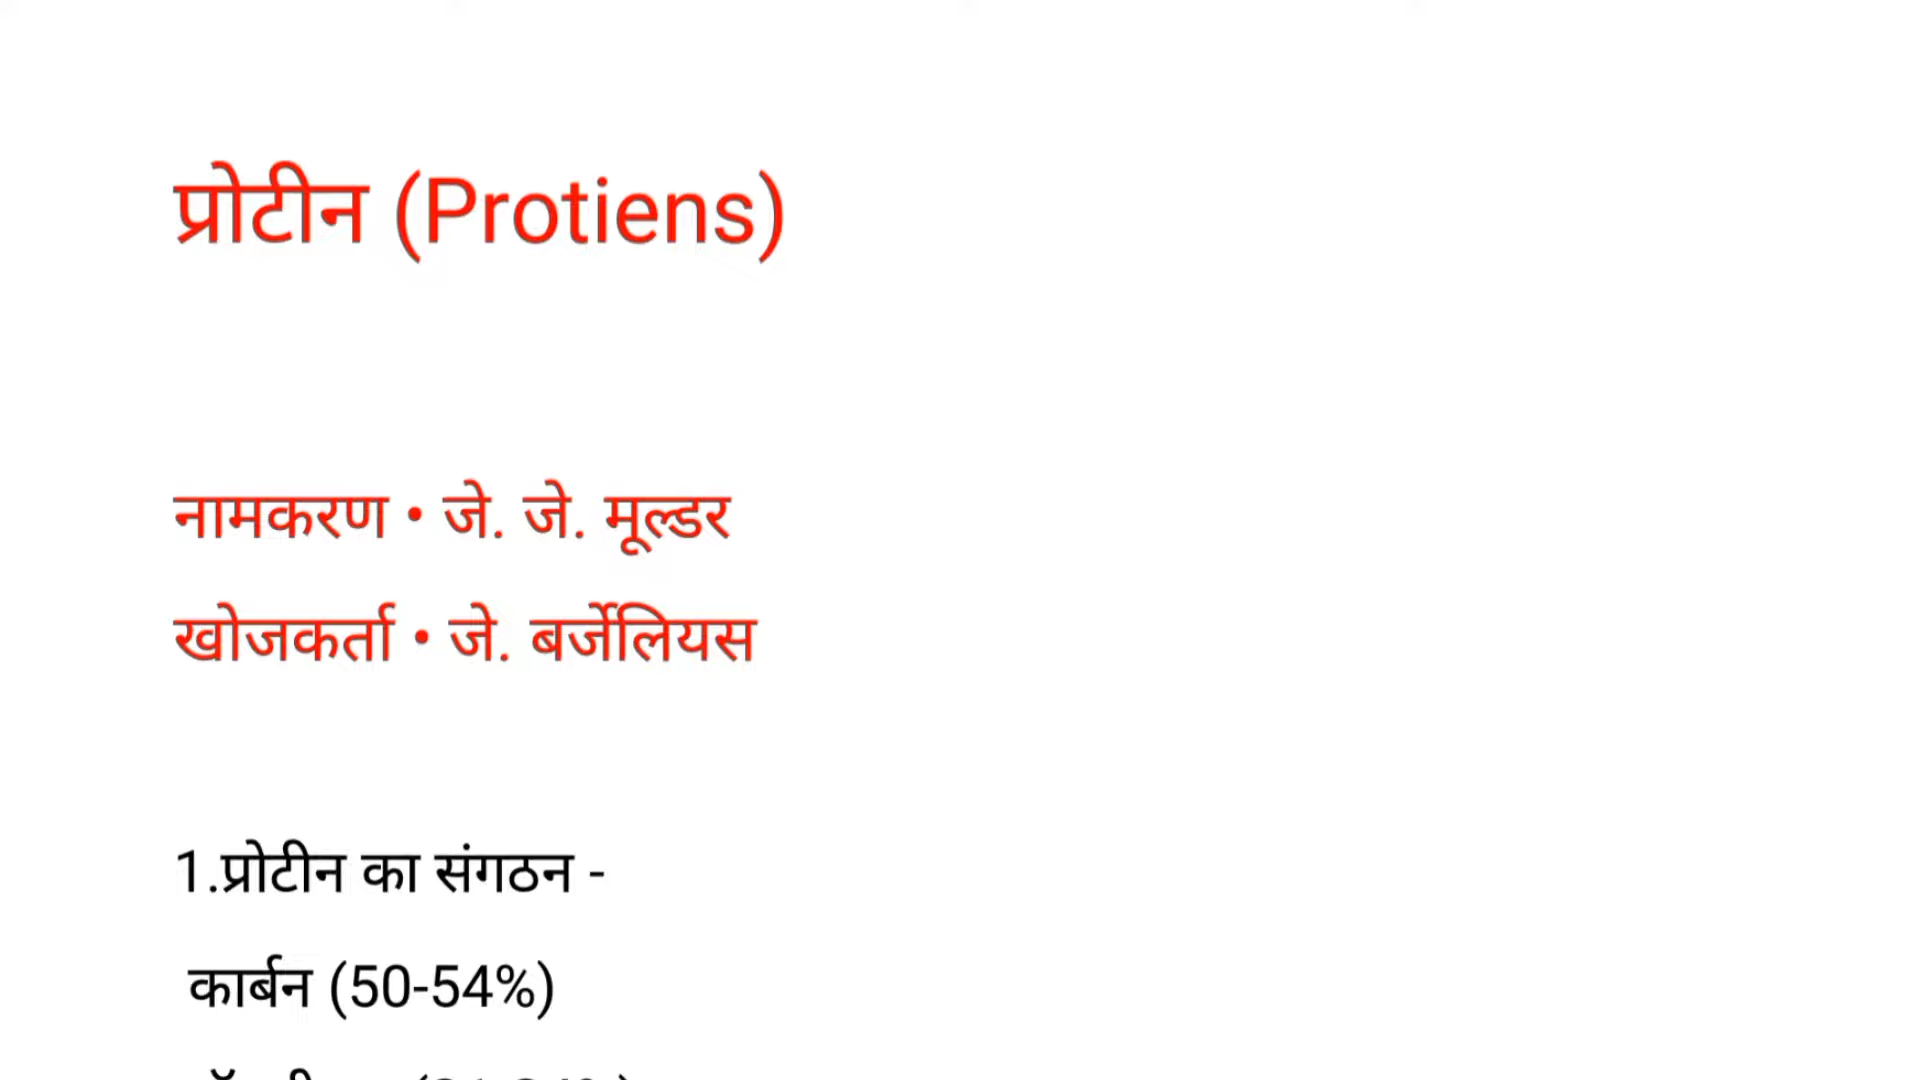 प्रोटीन (Protiens)
नामकरण • जे. जे. मूल्डर
खोजकर्ता • जे. बर्जेलियस
1.प्रोटीन का संगठन -
कार्बन (50-54%)